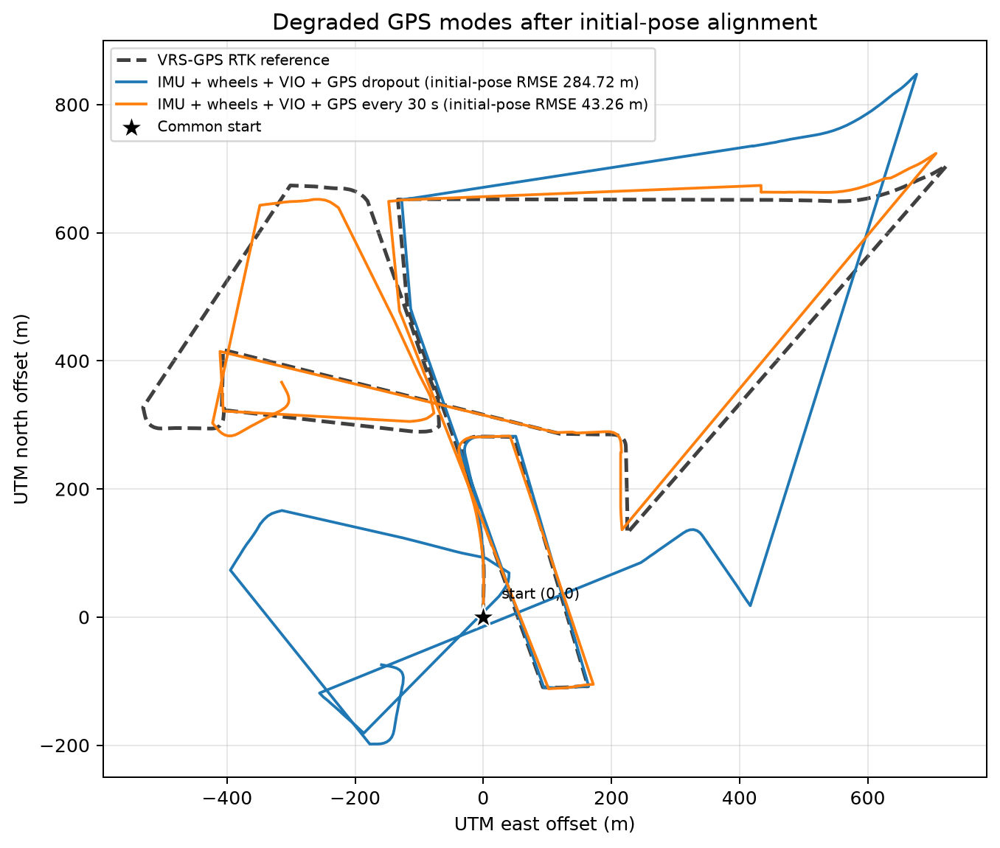 Degraded GPS modes after initial-pose alignment
VRS-GPS RTK reference
IMU + wheels + VIO + GPS dropout (initial-pose RMSE 284.72 m)
IMU + wheels + VIO + GPS every 30 s (initial-pose RMSE 43.26 m)
Common start
UTM north offset (m)
800
600
400
200
0
−200
start (0, 0)
−400
−200
0
200
400
600
UTM east offset (m)